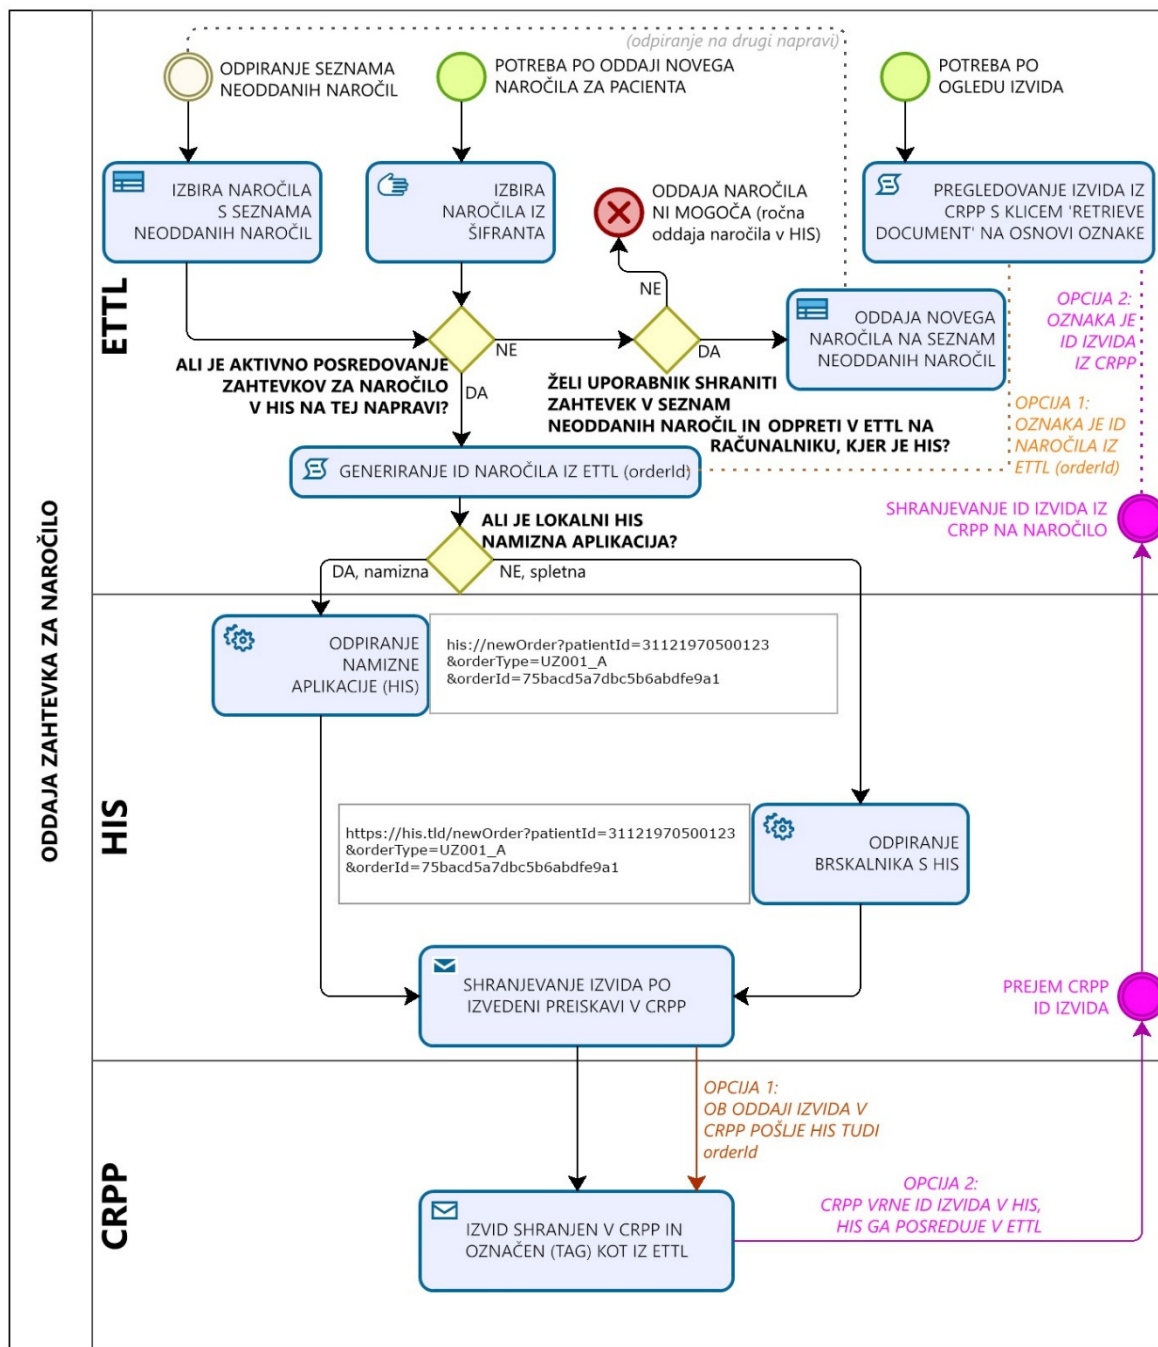 ODDAJA ZAHTEVKA ZA NAROČILO
ETTL
(odpiranje na drugi napravi)
ODPIRANJE SEZNAMA
NEODDANIH NAROČIL
POTREBA PO ODDAJI NOVEGA
NAROČILA ZA PACIENTA
POTREBA PO
OGLEDU IZVIDA
IZBIRA NAROČILA
S SEZNAMA
NEODDANIH NAROČIL
IZBIRA
NAROČILA IZ
ŠIFRANTA
ODDAJA NAROČILA
NI MOGOČA (ročna
oddaja naročila v HIS)
PREGLEDOVANJE IZVIDA IZ
CRPP S KLICEM 'RETRIEVE
DOCUMENT' NA OSNOVI OZNAKE
NE
ODDAJA NOVEGA
NAROČILA NA SEZNAM
NEODDANIH NAROČIL
OPCIJA 2:
OZNAKA JE
ID IZVIDA
IZ CRPP
NE
DA
ALI JE AKTIVNO POSREDOVANJE
ZAHTEVKOV ZA NAROČILO
V HIS NA TEJ NAPRAVI?
DA
ŽELI UPORABNIK SHRANITI
ZAHTEVEK V SEZNAM
NEODDANIH NAROČIL IN ODPRETI V ETTL NA
RAČUNALNIKU, KJER JE HIS?
OPCIJA 1:
OZNAKA JE ID
NAROČILA IZ
ETTL (orderId)
GENERIRANJE ID NAROČILA IZ ETTL (orderId)
SHRANJEVANJE ID IZVIDA IZ
CRPP NA NAROČILO
ALI JE LOKALNI HIS
NAMIZNA APLIKACIJA?
DA, namizna
NE, spletna
HIS
ODPIRANJE
NAMIZNE
APLIKACIJE (HIS)
his://newOrder?patientId=31121970500123
&orderType=UZ001_A
&orderId=75bacd5a7dbc5b6abdfe9a1
https://his.tld/newOrder?patientId=31121970500123
&orderType=UZ001_A
&orderId=75bacd5a7dbc5b6abdfe9a1
ODPIRANJE
BRSKALNIKA S HIS
SHRANJEVANJE IZVIDA PO
IZVEDENI PREISKAVI V CRPP
PREJEM CRPP
ID IZVIDA
CRPP
OPCIJA 1:
OB ODDAJI IZVIDA V
CRPP POŠLJE HIS TUDI
orderId
OPCIJA 2:
CRPP VRNE ID IZVIDA V HIS,
HIS GA POSREDUJE V ETTL
IZVID SHRANJEN V CRPP IN
OZNAČEN (TAG) KOT IZ ETTL